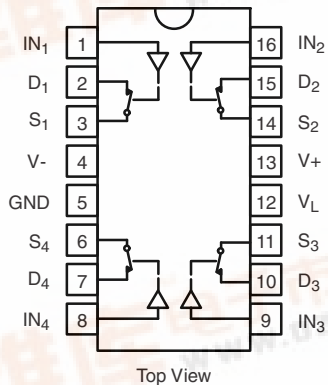 IN₁ 1 16 IN₂
D₁ 2 15 D₂
S₁ 3 14 S₂
V- 4 13 V+
GND 5 12 V_L
S₄ 6 11 S₃
D₄ 7 10 D₃
IN₄ 8 9 IN₃
Top View